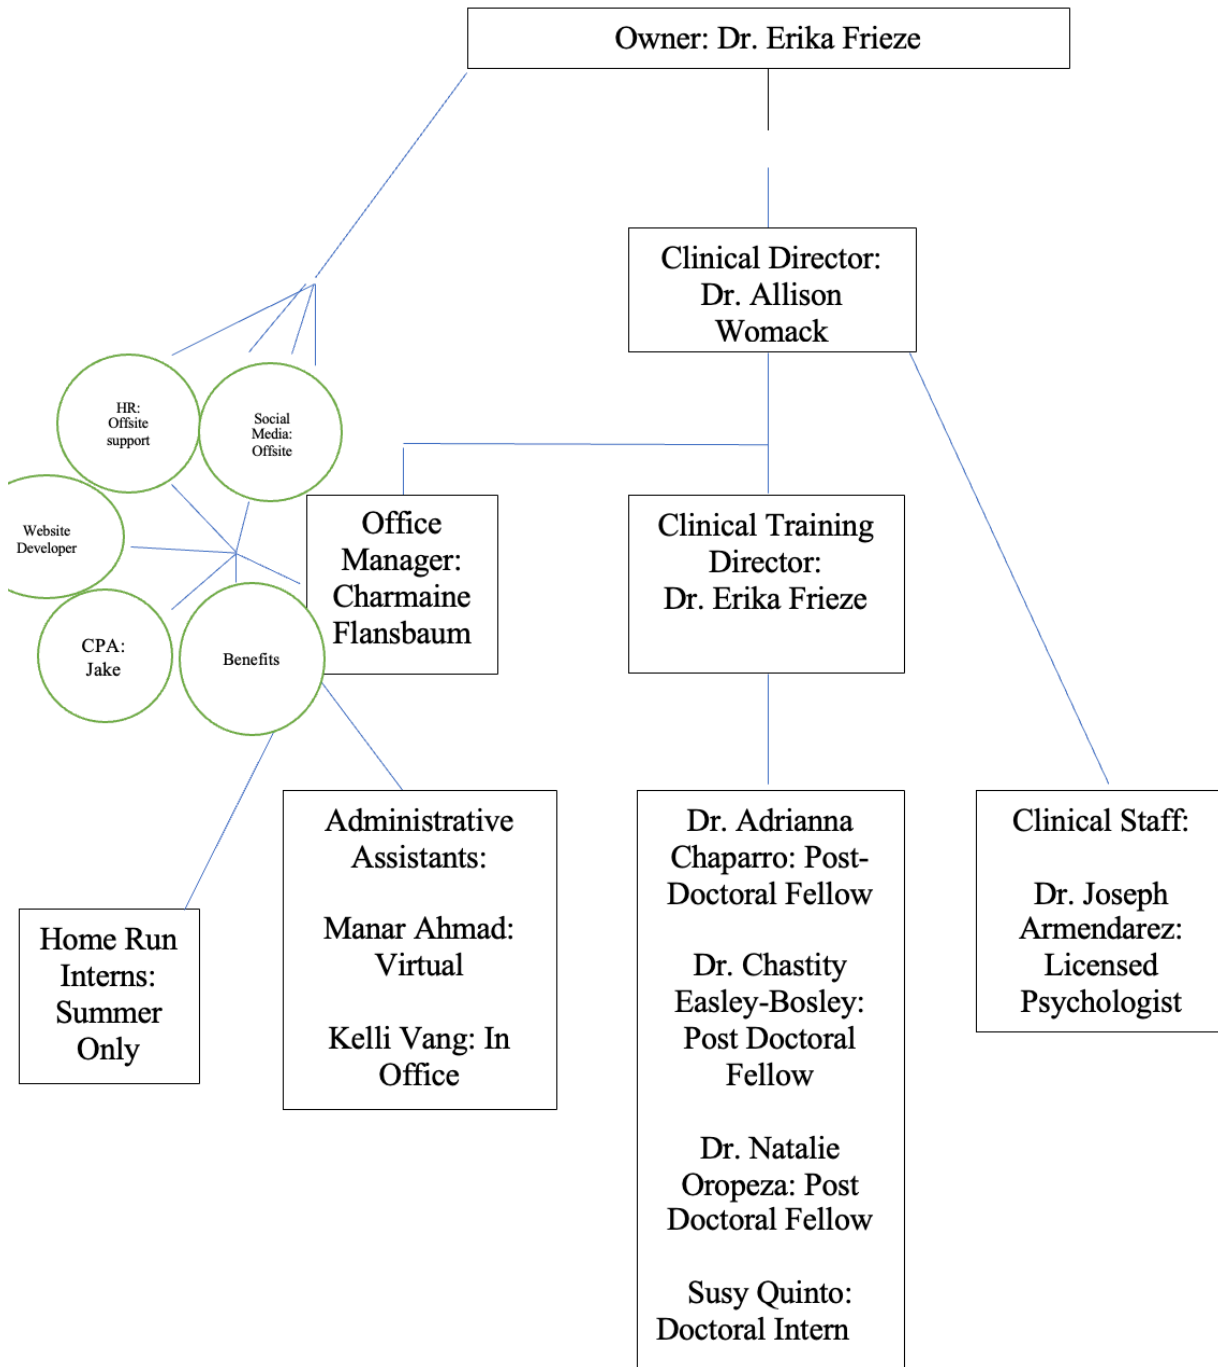 Owner: Dr. Erika Frieze
Clinical Director:
Dr. Allison
Womack
HR:
Offsite
support
Social
Media:
Offsite
Website
Developer
CPA:
Jake
Benefits
Office
Manager:
Charmaine
Flansbaum
Clinical Training
Director:
Dr. Erika Frieze
Home Run
Interns:
Summer
Only
Administrative
Assistants:
Manar Ahmad:
Virtual
Kelli Vang: In
Office
Dr. Adrianna
Chaparro: Post-
Doctoral Fellow
Dr. Chastity
Easley-Bosley:
Post Doctoral
Fellow
Dr. Natalie
Oropeza: Post
Doctoral Fellow
Susy Quinto:
Doctoral Intern
Clinical Staff:
Dr. Joseph
Armendarez:
Licensed
Psychologist